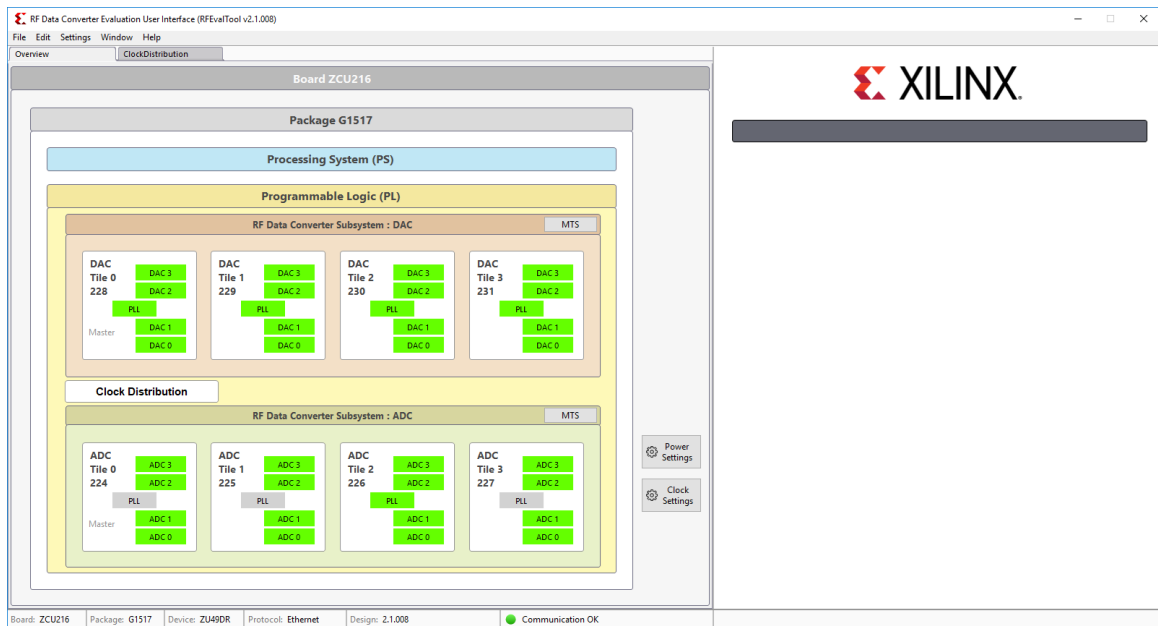 RF Data Converter Evaluation User Interface (RFEvalTool v2.1.008)
File Edit Settings Window Help
Overview ClockDistribution
Board ZCU216
XILINX.
Package G1517
Processing System (PS)
Programmable Logic (PL)
RF Data Converter Subsystem : DAC MTS
DAC
Tile 0
228
DAC 3
DAC 2
PLL
Master
DAC 1
DAC 0
DAC
Tile 1
229
DAC 3
DAC 2
PLL
DAC 1
DAC 0
DAC
Tile 2
230
DAC 3
DAC 2
PLL
DAC 1
DAC 0
DAC
Tile 3
231
DAC 3
DAC 2
PLL
DAC 1
DAC 0
Clock Distribution
RF Data Converter Subsystem : ADC MTS
ADC
Tile 0
224
ADC 3
ADC 2
PLL
Master
ADC 1
ADC 0
ADC
Tile 1
225
ADC 3
ADC 2
PLL
ADC 1
ADC 0
ADC
Tile 2
226
ADC 3
ADC 2
PLL
ADC 1
ADC 0
ADC
Tile 3
227
ADC 3
ADC 2
PLL
ADC 1
ADC 0
Power
Settings
Clock
Settings
Board: ZCU216 Package: G1517 Device: ZU49DR Protocol: Ethernet Design: 2.1.008 Communication OK